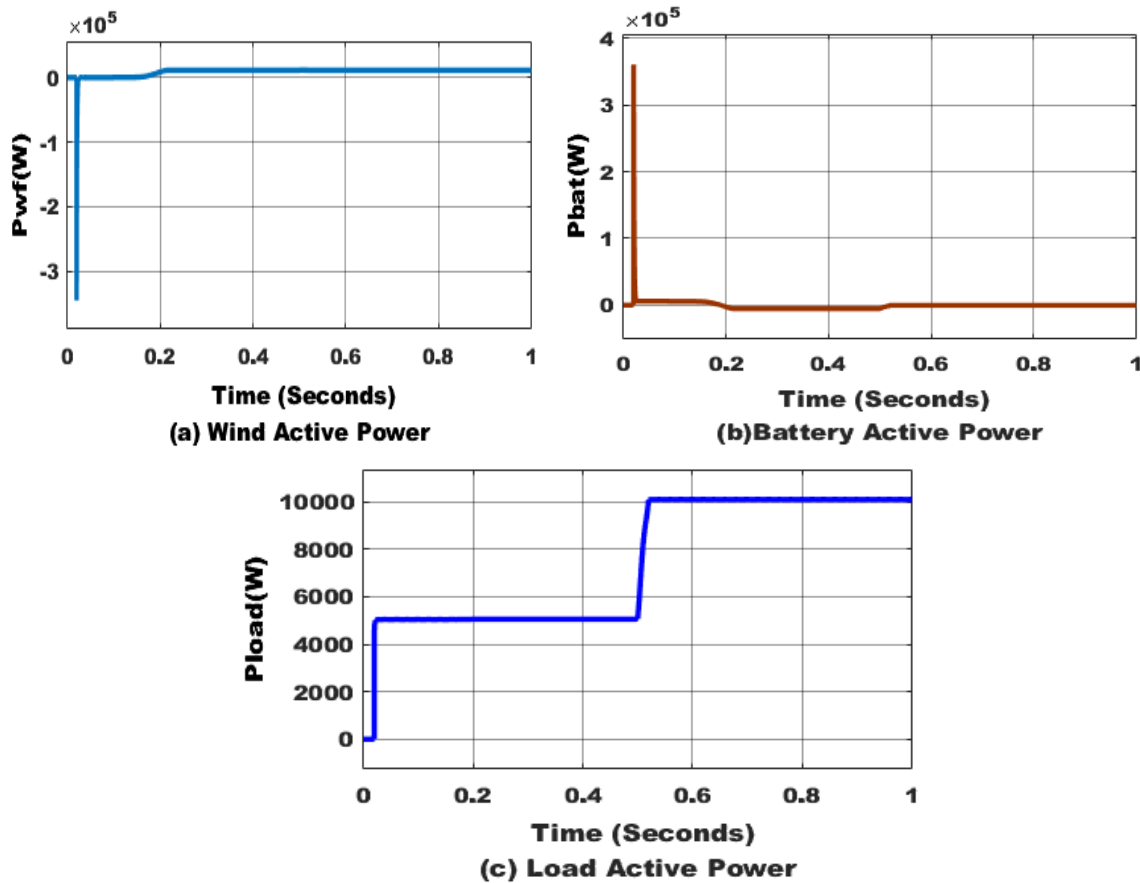 ×10⁵
0
-1
-2
-3
Pwf(W)
0 0.2 0.4 0.6 0.8 1
Time (Seconds)
(a) Wind Active Power
×10⁵
4
3
2
1
0
Pbat(W)
0 0.2 0.4 0.6 0.8 1
Time (Seconds)
(b)Battery Active Power
10000
8000
6000
4000
2000
0
Pload(W)
0 0.2 0.4 0.6 0.8 1
Time (Seconds)
(c) Load Active Power